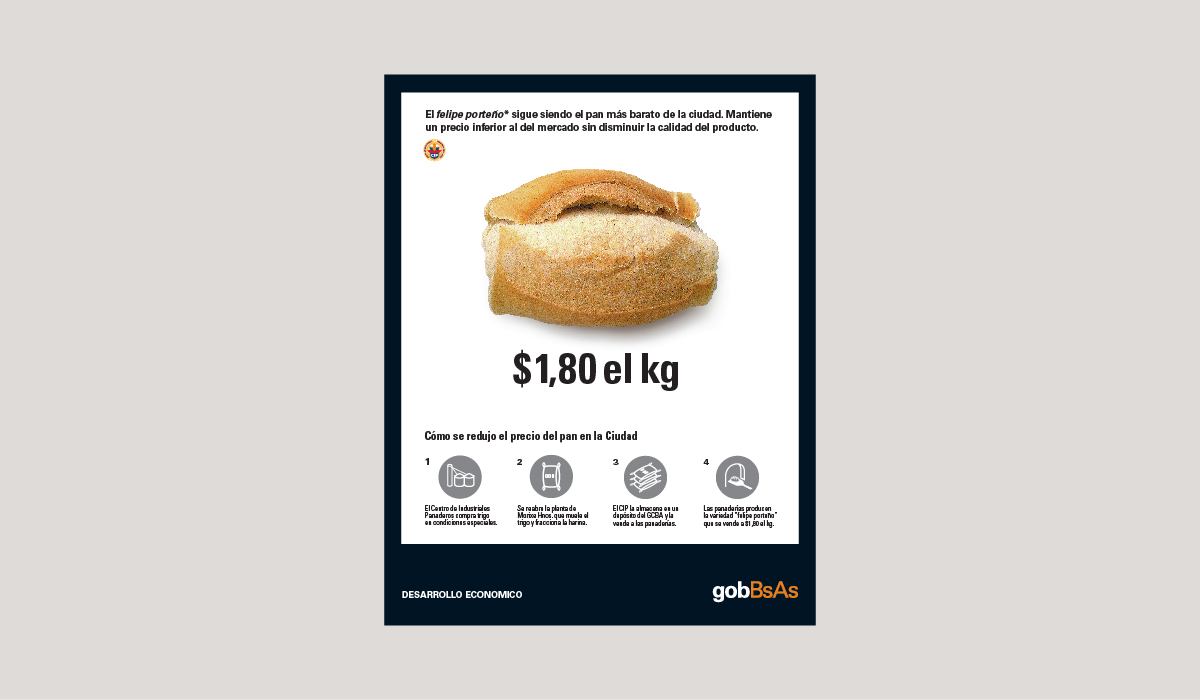 El felipe porteño* sigue siendo el pan más barato de la ciudad. Mantiene
un precio inferior al del mercado sin disminuir la calidad del producto.
$1,80 el kg
Cómo se redujo el precio del pan en la Ciudad
1
El Centro de Industriales
Panaderos compra trigo
en condiciones especiales.
2
Se reabre la planta de
Morixe Hnos. que muele el
trigo y fracciona la harina.
3
El CIP la almacena en un
depósito del GCBA y la
vende a las panaderías.
4
Las panaderías producen
la variedad "felipe porteño"
que se vende a $1,80 el kg.
DESARROLLO ECONOMICO
gobBsAs